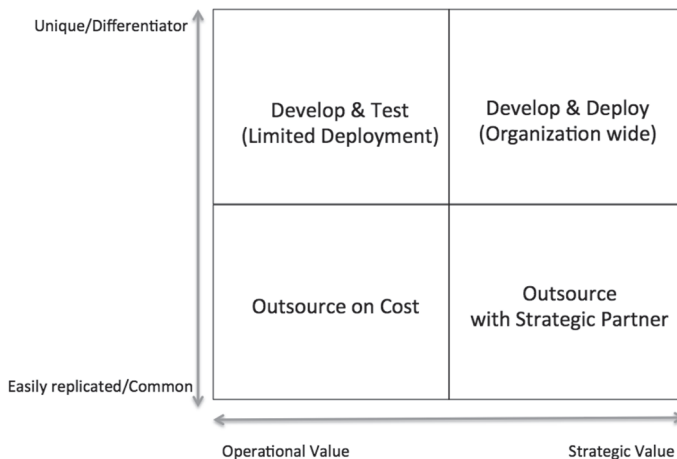 Unique/Differentiator
Develop & Test
(Limited Deployment)
Develop & Deploy
(Organization wide)
Outsource on Cost
Outsource
with Strategic Partner
Easily replicated/Common
Operational Value
Strategic Value